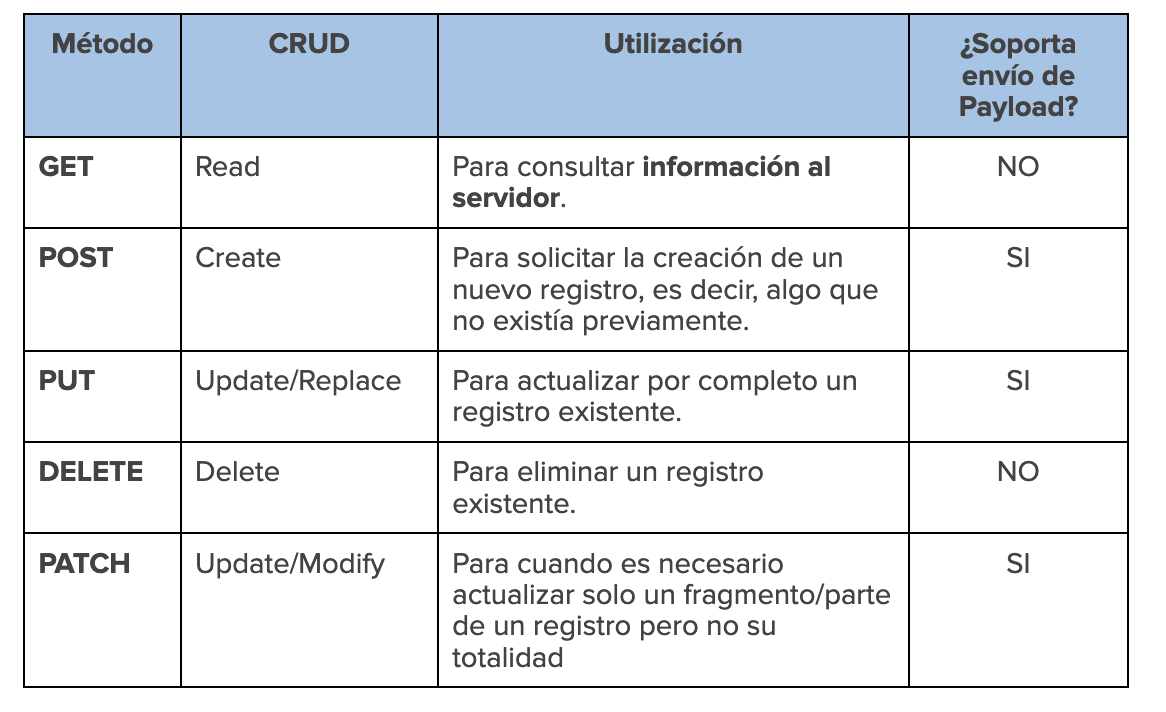 Método CRUD Utilización ¿Soporta
envío de
Payload?
GET Read Para consultar información al NO
servidor.
POST Create Para solicitar la creación de un SI
nuevo registro, es decir, algo que
no existía previamente.
PUT Update/Replace Para actualizar por completo un SI
registro existente.
DELETE Delete Para eliminar un registro NO
existente.
PATCH Update/Modify Para cuando es necesario SI
actualizar solo un fragmento/parte
de un registro pero no su
totalidad